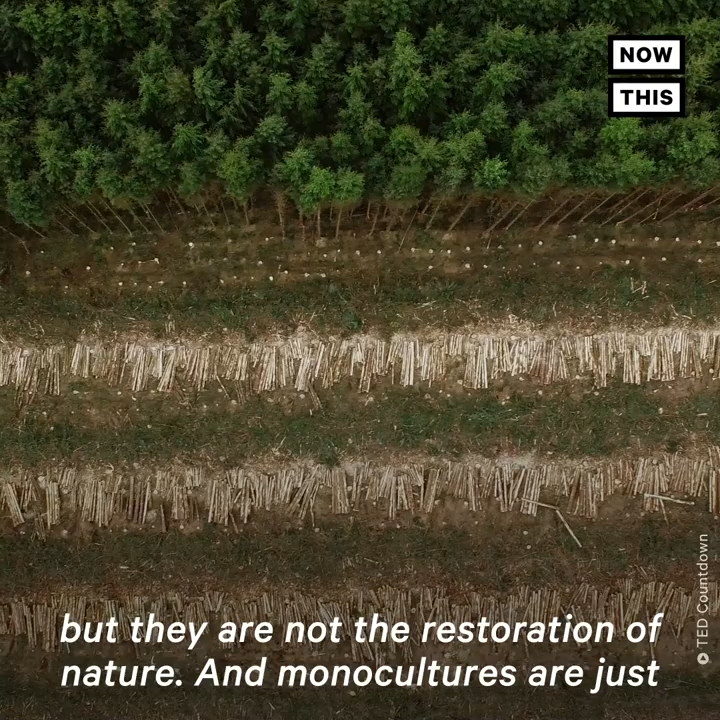 NOW
THIS
TED Countdown
but they are not the restoration of
nature. And monocultures are just